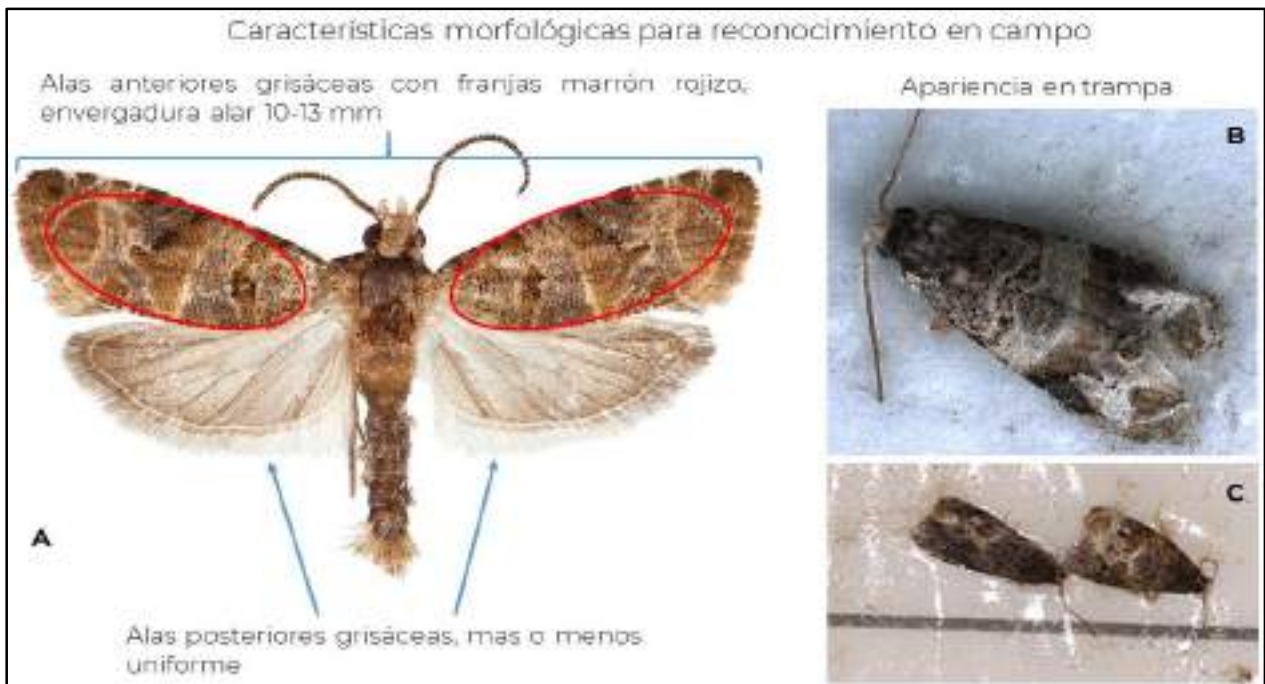 Características morfológicas para reconocimiento en campo
Alas anteriores grisáceas con franjas marrón rojizo,
envergadura alar 10-13 mm
Apariencia en trampa
B
A
C
Alas posteriores grisáceas, mas o menos
uniforme